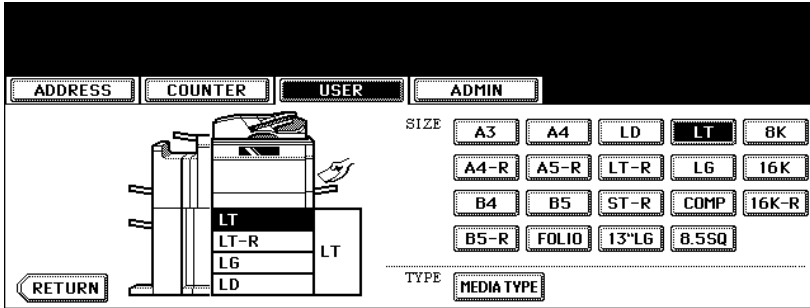 ADDRESS COUNTER USER ADMIN
SIZE A3 A4 LD LT 8K
A4-R A5-R LT-R LG 16K
B4 B5 ST-R COMP 16K-R
B5-R FOLIO 13"LG 8.5SQ
LT
LT-R
LG
LD
LT
RETURN
TYPE MEDIA TYPE